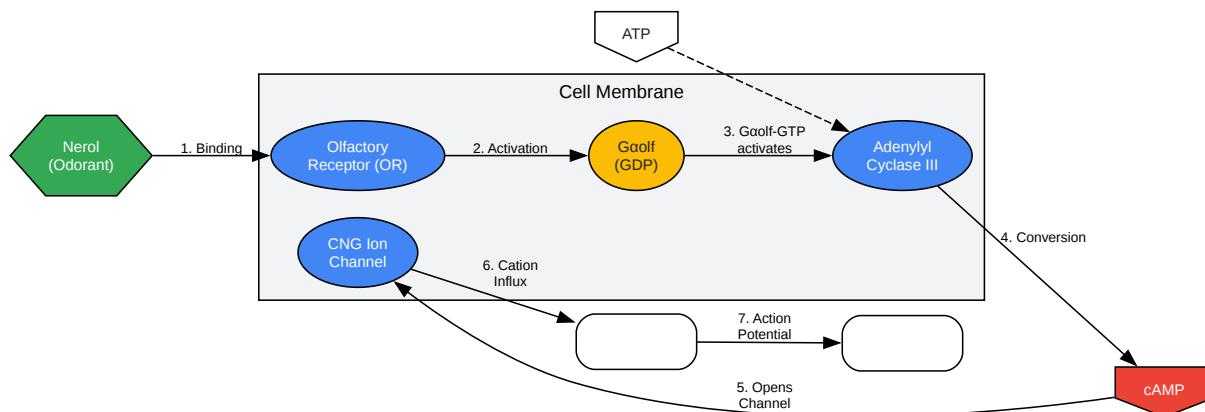 ATP
Cell Membrane
Nerol
(Odorant)
1. Binding
Olfactory
Receptor (OR)
2. Activation
Gαolf
(GDP)
3. Gαolf-GTP
activates
Adenylyl
Cyclase III
4. Conversion
CNG Ion
Channel
6. Cation
Influx
7. Action
Potential
5. Opens
Channel
cAMP